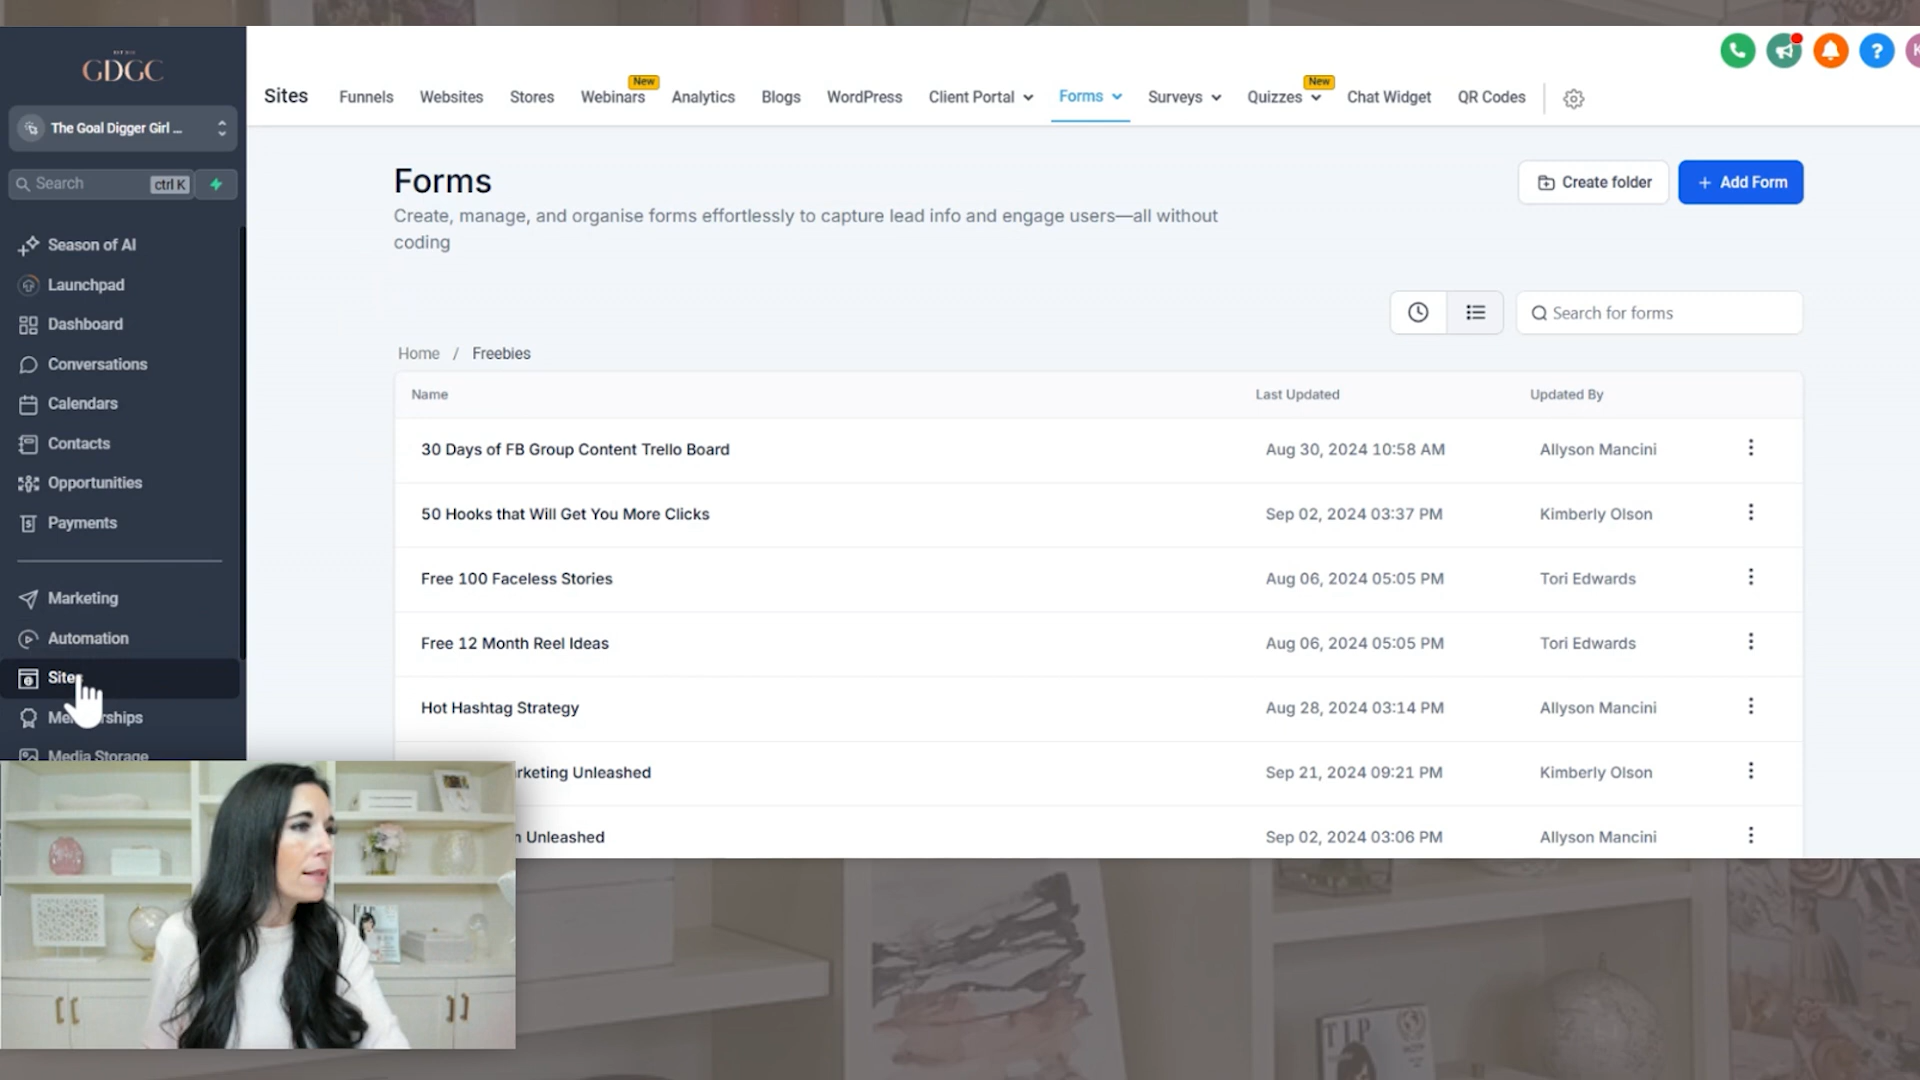 GDGC
The Goal Digger Girl ...
Search
ctrl K
Season of AI
Launchpad
Dashboard
Conversations
Calendars
Contacts
Opportunities
Payments
Marketing
Automation
Sites
Memberships
Media Storage
Sites
Funnels
Websites
Stores
Webinars
New
Analytics
Blogs
WordPress
Client Portal
Forms
Surveys
Quizzes
New
Chat Widget
QR Codes
?
K
Forms
Create, manage, and organise forms effortlessly to capture lead info and engage users—all without
coding
Create folder
+ Add Form
Search for forms
Home / Freebies
Name Last Updated Updated By
30 Days of FB Group Content Trello Board Aug 30, 2024 10:58 AM Allyson Mancini
50 Hooks that Will Get You More Clicks Sep 02, 2024 03:37 PM Kimberly Olson
Free 100 Faceless Stories Aug 06, 2024 05:05 PM Tori Edwards
Free 12 Month Reel Ideas Aug 06, 2024 05:05 PM Tori Edwards
Hot Hashtag Strategy Aug 28, 2024 03:14 PM Allyson Mancini
rketing Unleashed Sep 21, 2024 09:21 PM Kimberly Olson
Unleashed Sep 02, 2024 03:06 PM Allyson Mancini